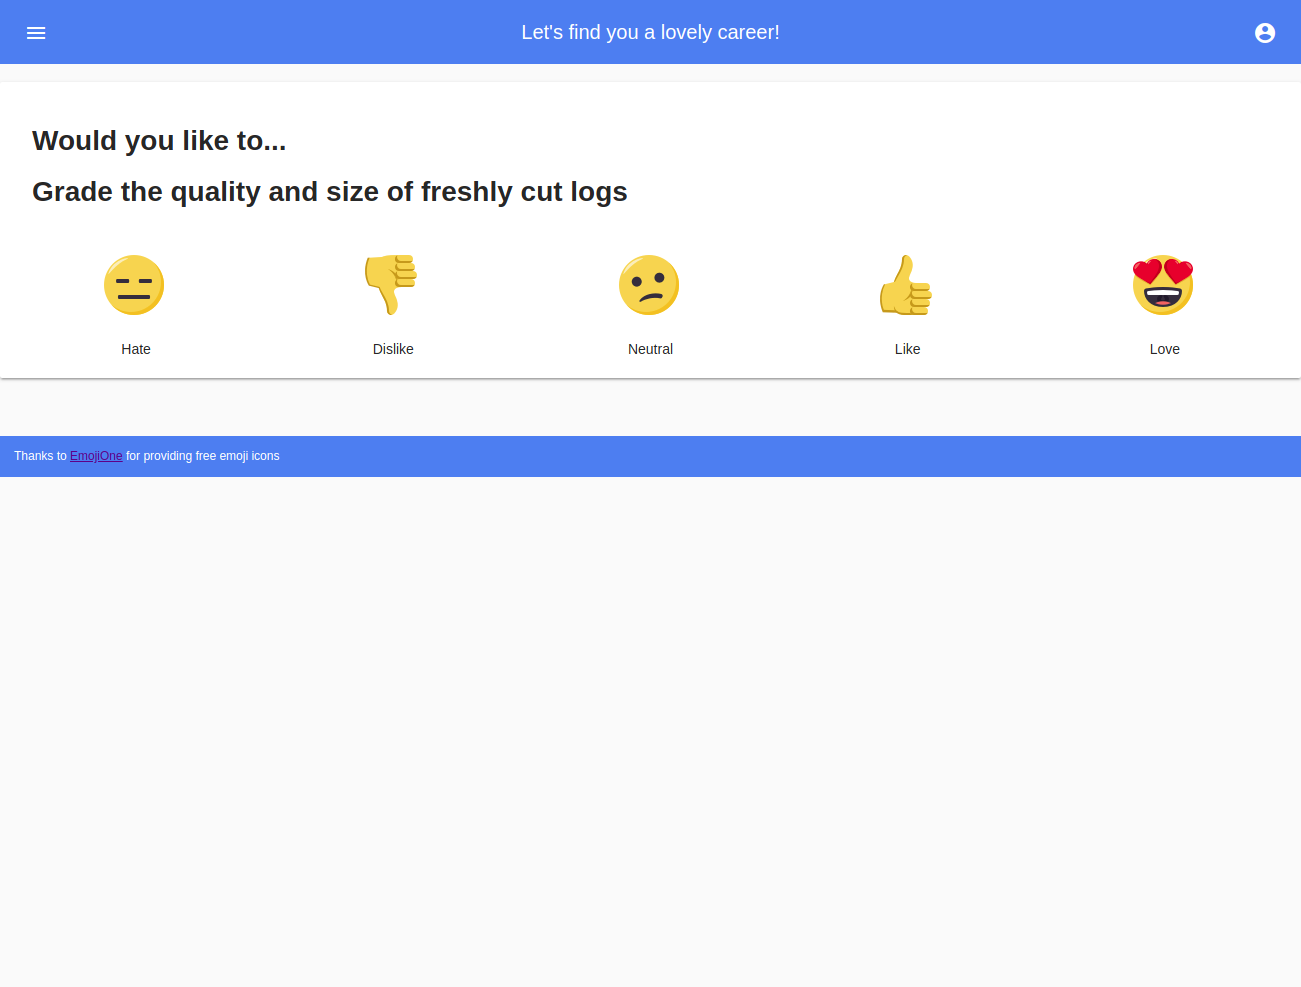 Let's find you a lovely career!
Would you like to...
Grade the quality and size of freshly cut logs
Hate
Dislike
Neutral
Like
Love
Thanks to EmojiOne for providing free emoji icons